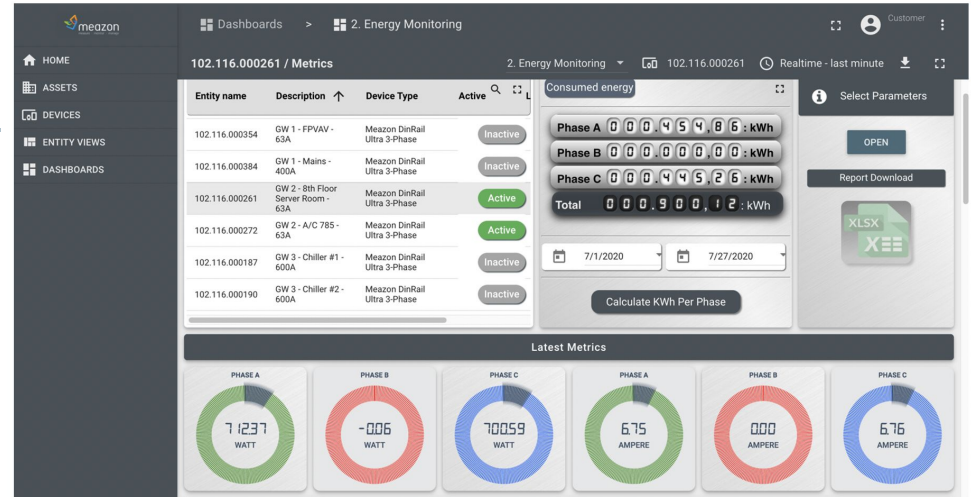 meazon
Dashboards > 2. Energy Monitoring
Customer
HOME
ASSETS
DEVICES
ENTITY VIEWS
DASHBOARDS
102.116.000261 / Metrics
2. Energy Monitoring
102.116.000261
Realtime - last minute
Entity name Description Device Type Active L
102.116.000354 GW 1 - FPVAV - 63A Meazon DinRail Ultra 3-Phase Inactive
102.116.000384 GW 1 - Mains - 400A Meazon DinRail Ultra 3-Phase Inactive
102.116.000261 GW 2 - 8th Floor Server Room - 63A Meazon DinRail Ultra 3-Phase Active
102.116.000272 GW 2 - A/C 785 - 63A Meazon DinRail Ultra 3-Phase Active
102.116.000187 GW 3 - Chiller #1 - 600A Meazon DinRail Ultra 3-Phase Inactive
102.116.000190 GW 3 - Chiller #2 - 600A Meazon DinRail Ultra 3-Phase Inactive
Consumed energy
Phase A 000.454,86: kWh
Phase B 000.000,00: kWh
Phase C 000.445,26: kWh
Total 000.900,12: kWh
7/1/2020
7/27/2020
Calculate KWh Per Phase
Select Parameters
OPEN
Report Download
XLSX
X
Latest Metrics
PHASE A
712.37
WATT
PHASE B
-0.06
WATT
PHASE C
700.59
WATT
PHASE A
6.75
AMPERE
PHASE B
0.00
AMPERE
PHASE C
6.76
AMPERE